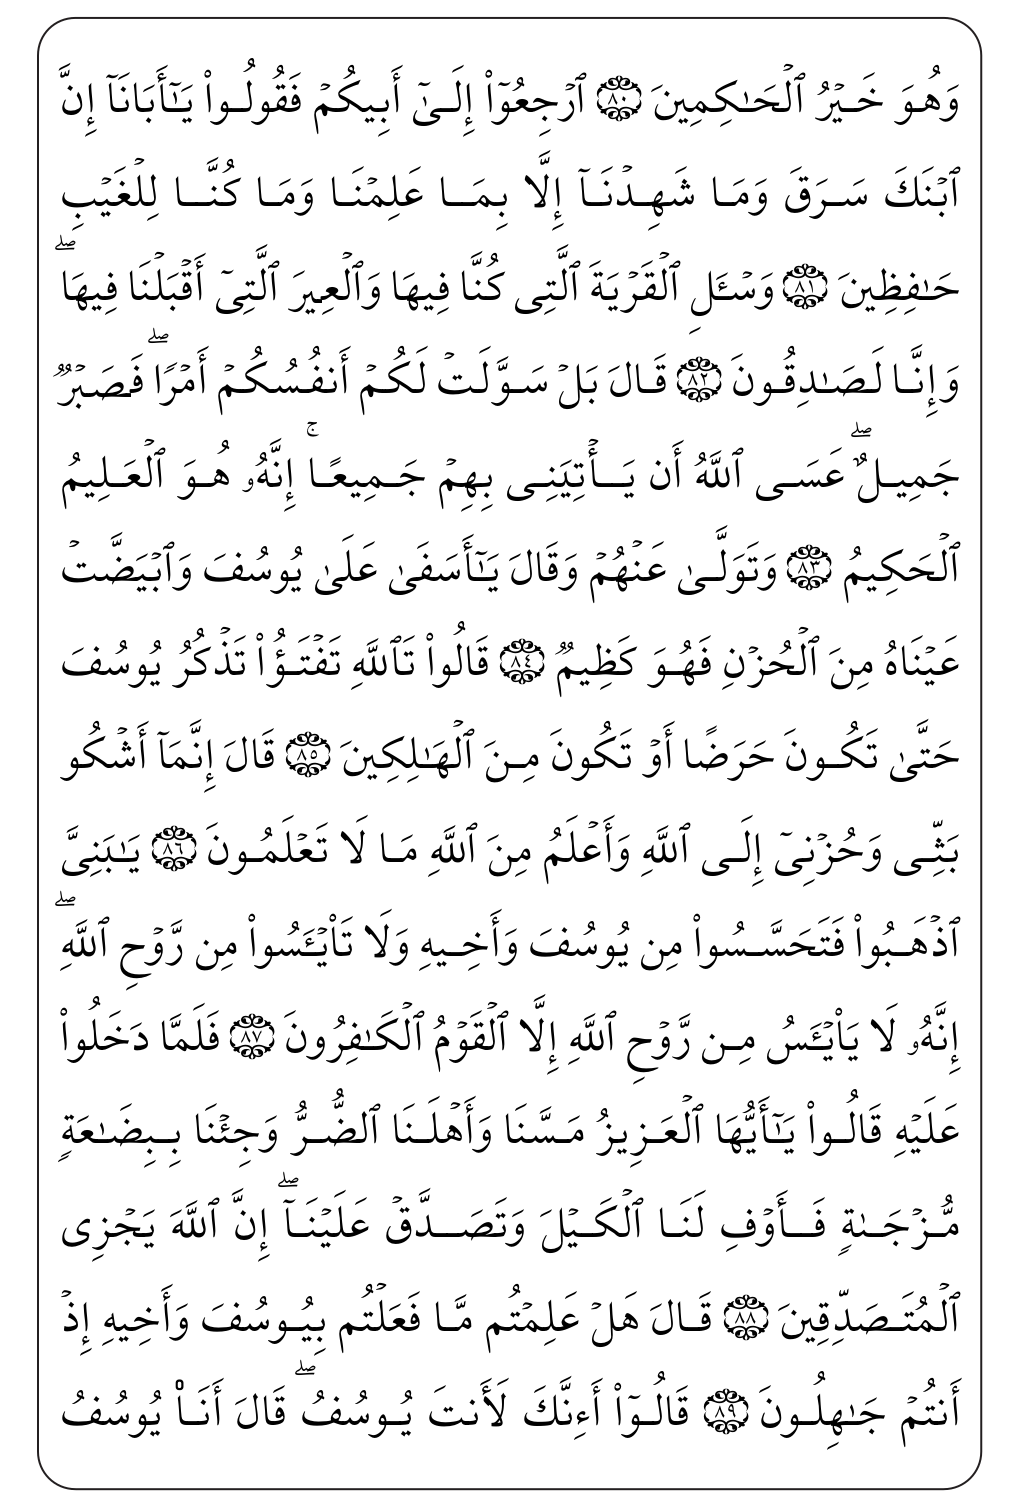 وَهُوَ خَيْرُ ٱلْحَـٰكِمِينَ ٨٠ ٱرْجِعُوٓا۟ إِلَىٰٓ أَبِيكُمْ فَقُولُوا۟ يَـٰٓأَبَانَآ إِنَّ
ٱبْنَكَ سَرَقَ وَمَا شَهِدْنَآ إِلَّا بِمَا عَلِمْنَا وَمَا كُنَّا لِلْغَيْبِ
حَـٰفِظِينَ ٨١ وَسْـَٔلِ ٱلْقَرْيَةَ ٱلَّتِى كُنَّا فِيهَا وَٱلْعِيرَ ٱلَّتِىٓ أَقْبَلْنَا فِيهَا ۖ
وَإِنَّا لَصَـٰدِقُونَ ٨٢ قَالَ بَلْ سَوَّلَتْ لَكُمْ أَنفُسُكُمْ أَمْرًا ۖ فَصَبْرٌ
جَمِيلٌ ۖ عَسَى ٱللَّهُ أَن يَأْتِيَنِى بِهِمْ جَمِيعًا ۚ إِنَّهُۥ هُوَ ٱلْعَلِيمُ
ٱلْحَكِيمُ ٨٣ وَتَوَلَّىٰ عَنْهُمْ وَقَالَ يَـٰٓأَسَفَىٰ عَلَىٰ يُوسُفَ وَٱبْيَضَّتْ
عَيْنَاهُ مِنَ ٱلْحُزْنِ فَهُوَ كَظِيمٌ ٨٤ قَالُوا۟ تَٱللَّهِ تَفْتَؤُا۟ تَذْكُرُ يُوسُفَ
حَتَّىٰ تَكُونَ حَرَضًا أَوْ تَكُونَ مِنَ ٱلْهَـٰلِكِينَ ٨٥ قَالَ إِنَّمَآ أَشْكُو
بَثِّى وَحُزْنِىٓ إِلَى ٱللَّهِ وَأَعْلَمُ مِنَ ٱللَّهِ مَا لَا تَعْلَمُونَ ٨٦ يَـٰبَنِىَّ
ٱذْهَبُوا۟ فَتَحَسَّسُوا۟ مِن يُوسُفَ وَأَخِيهِ وَلَا تَا۟يْـَٔسُوا۟ مِن رَّوْحِ ٱللَّهِ ۖ
إِنَّهُۥ لَا يَا۟يْـَٔسُ مِن رَّوْحِ ٱللَّهِ إِلَّا ٱلْقَوْمُ ٱلْكَـٰفِرُونَ ٨٧ فَلَمَّا دَخَلُوا۟
عَلَيْهِ قَالُوا۟ يَـٰٓأَيُّهَا ٱلْعَزِيزُ مَسَّنَا وَأَهْلَنَا ٱلضُّرُّ وَجِئْنَا بِبِضَـٰعَةٍ
مُّزْجَىٰةٍ فَأَوْفِ لَنَا ٱلْكَيْلَ وَتَصَدَّقْ عَلَيْنَآ ۖ إِنَّ ٱللَّهَ يَجْزِى
ٱلْمُتَصَدِّقِينَ ٨٨ قَالَ هَلْ عَلِمْتُم مَّا فَعَلْتُم بِيُوسُفَ وَأَخِيهِ إِذْ
أَنتُمْ جَـٰهِلُونَ ٨٩ قَالُوٓا۟ أَءِنَّكَ لَأَنتَ يُوسُفُ ۖ قَالَ أَنَا۠ يُوسُفُ